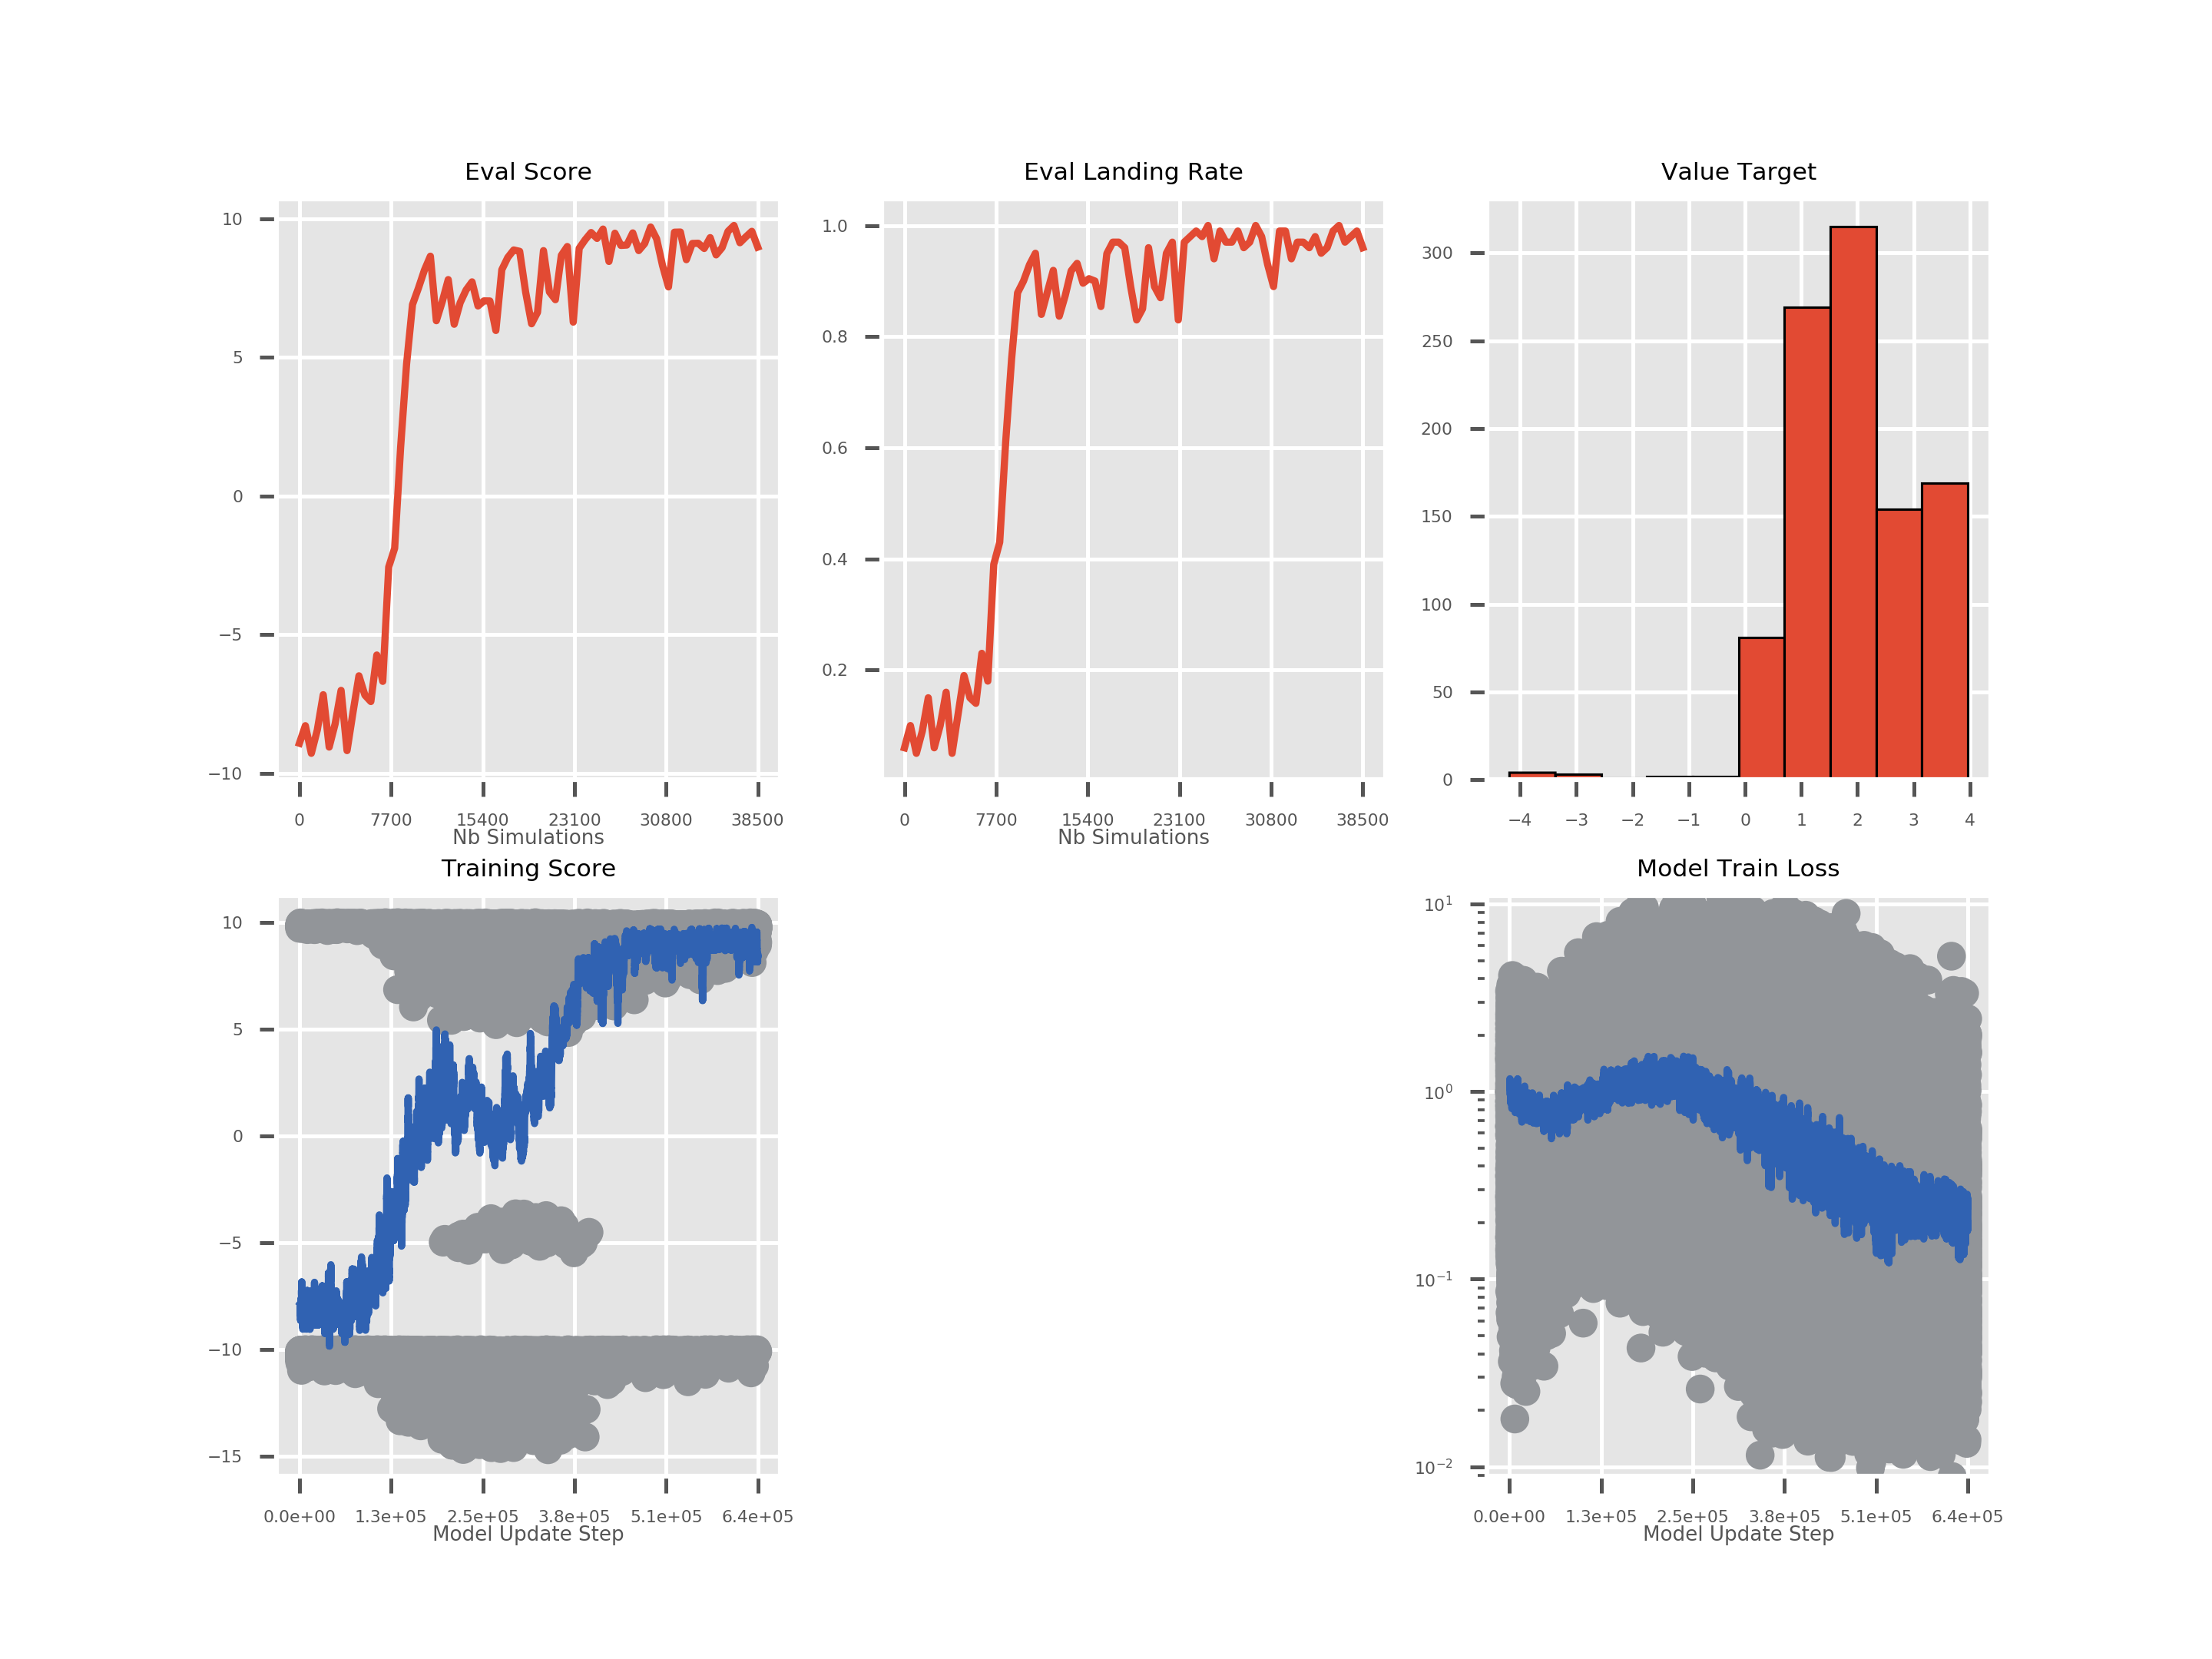 Eval Score
10
5
0
−5
−10
0 7700 15400 23100 30800 38500
Nb Simulations
Eval Landing Rate
1.0
0.8
0.6
0.4
0.2
0 7700 15400 23100 30800 38500
Nb Simulations
Value Target
300
250
200
150
100
50
0
−4 −3 −2 −1 0 1 2 3 4
Training Score
10
5
0
−5
−10
−15
0.0e+00 1.3e+05 2.5e+05 3.8e+05 5.1e+05 6.4e+05
Model Update Step
Model Train Loss
10¹
10⁰
10⁻¹
10⁻²
0.0e+00 1.3e+05 2.5e+05 3.8e+05 5.1e+05 6.4e+05
Model Update Step